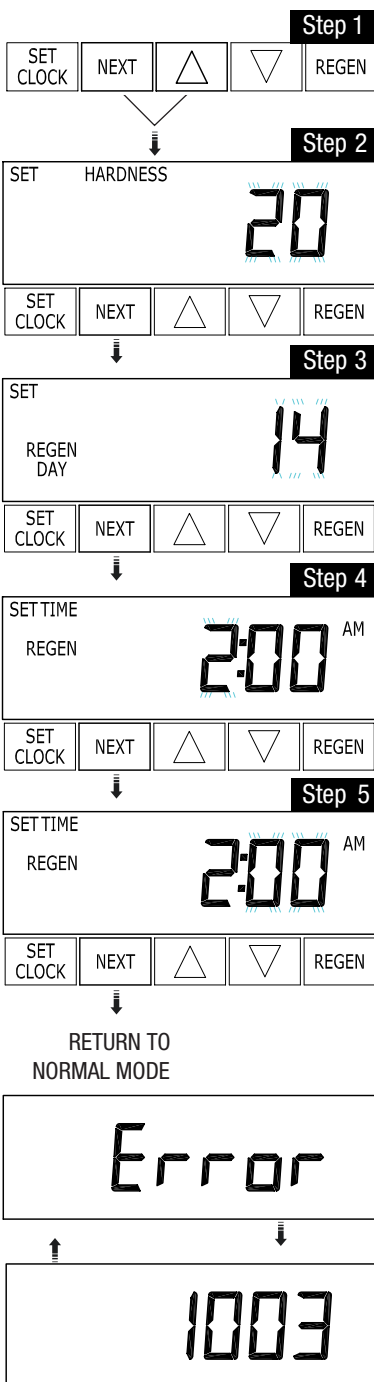 Step 1
SET CLOCK NEXT REGEN
Step 2
SET HARDNESS
20
SET CLOCK NEXT REGEN
Step 3
SET
14
REGEN DAY
SET CLOCK NEXT REGEN
Step 4
SET TIME
REGEN 2:00 AM
SET CLOCK NEXT REGEN
Step 5
SET TIME
REGEN 2:00 AM
SET CLOCK NEXT REGEN
RETURN TO
NORMAL MODE
Error
1003